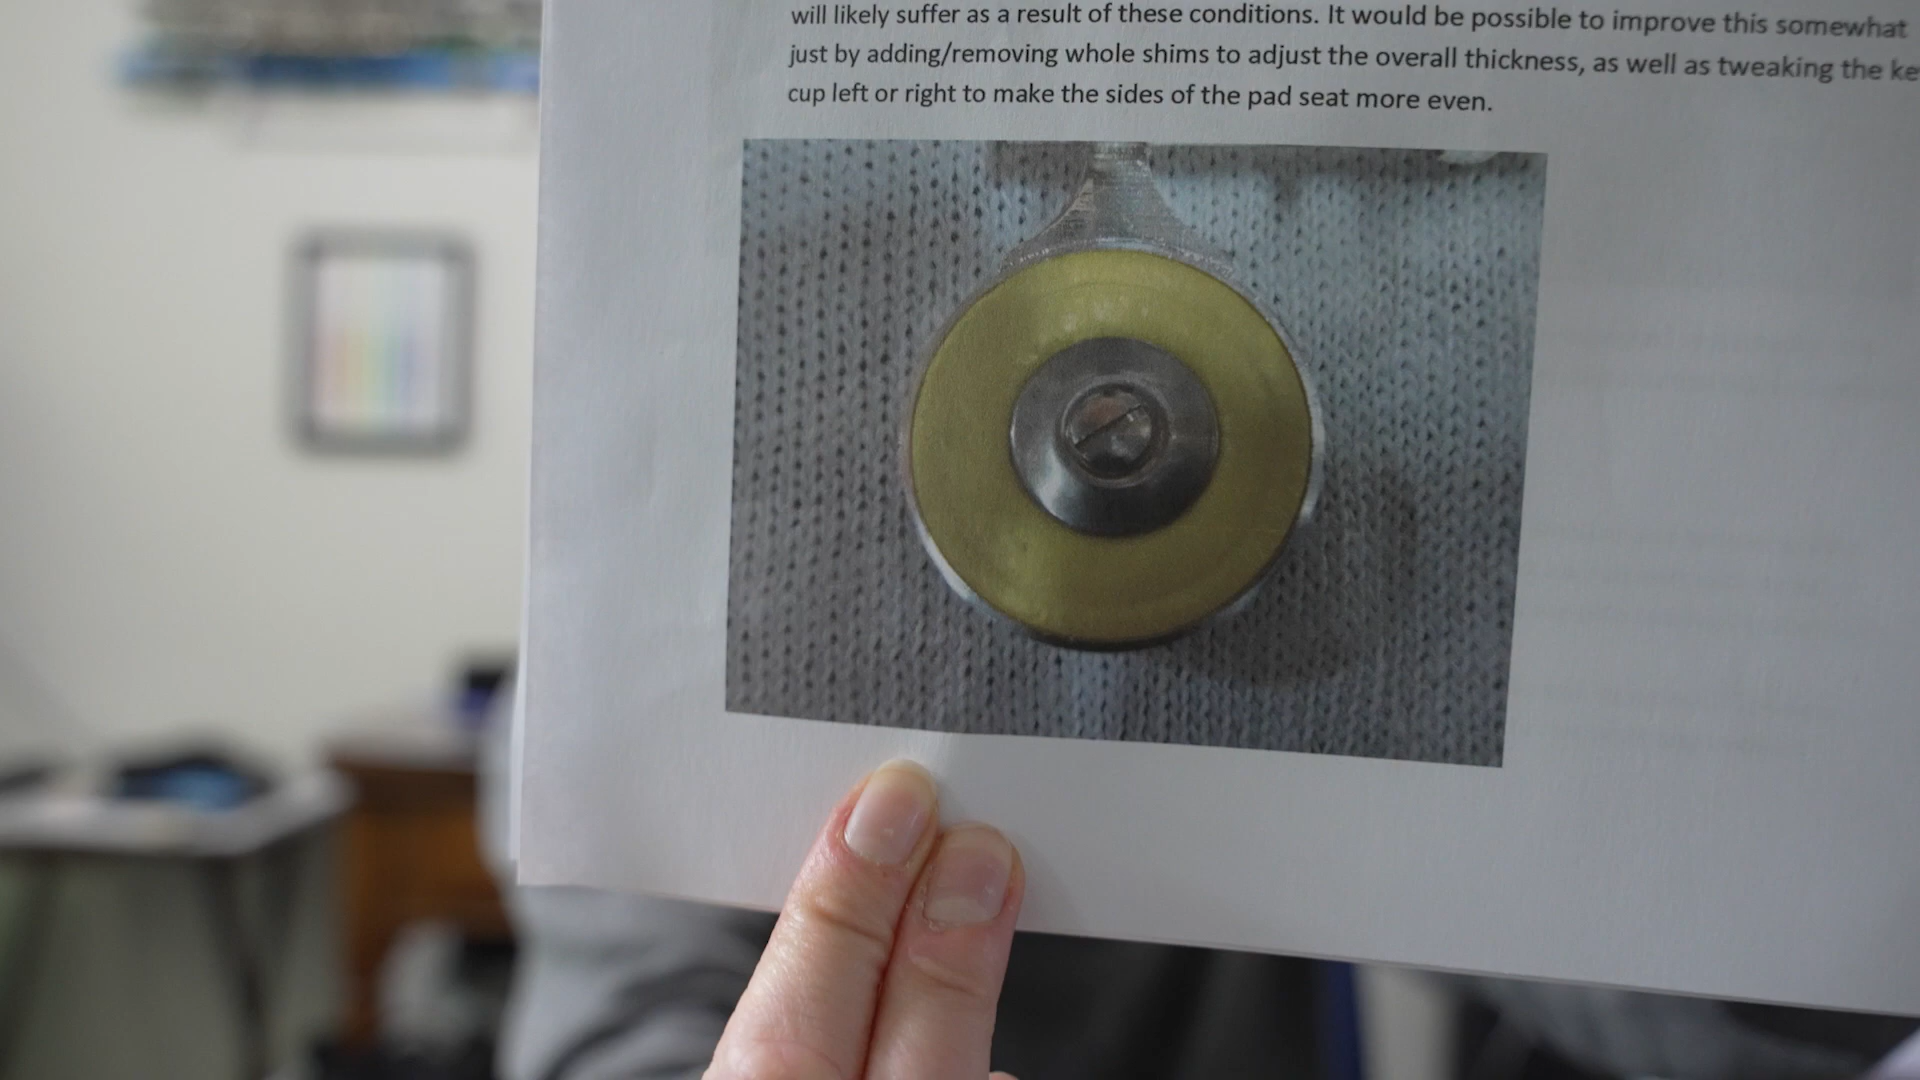 will likely suffer as a result of these conditions. It would be possible to improve this somewhat
just by adding/removing whole shims to adjust the overall thickness, as well as tweaking the
cup left or right to make the sides of the pad seat more even.